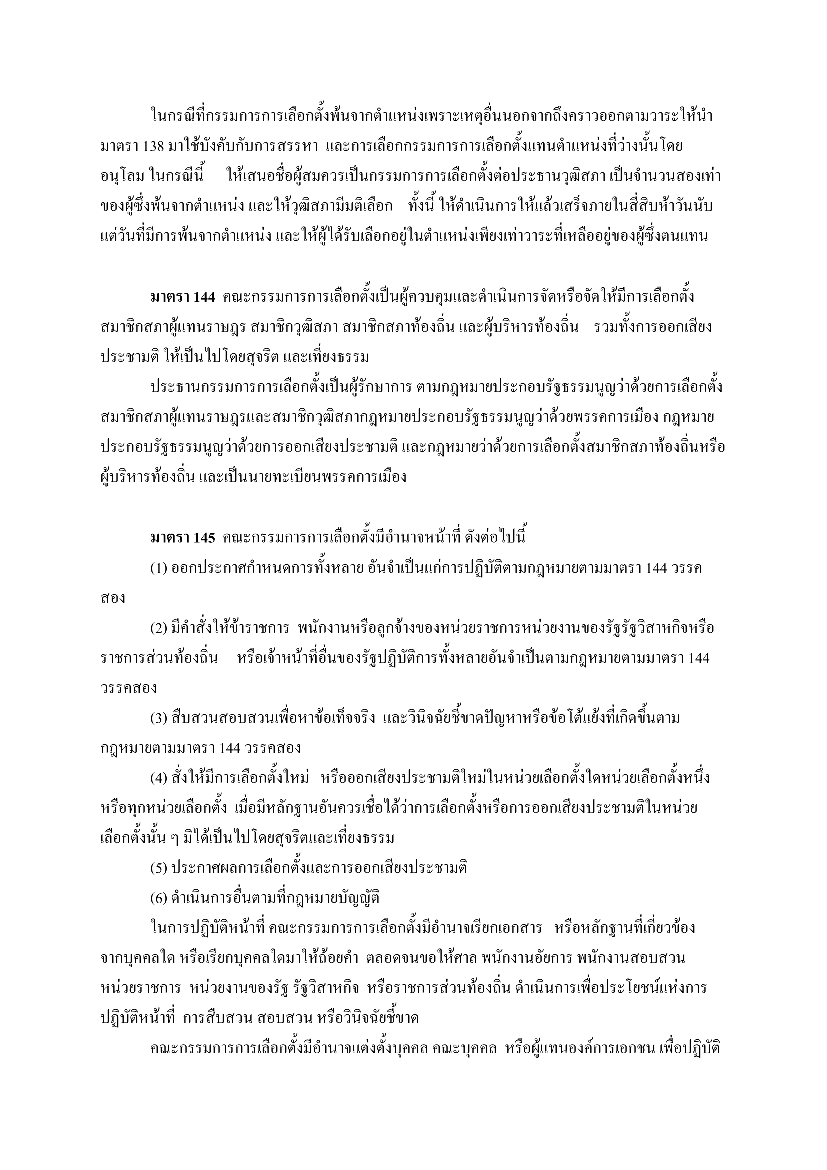 ในกรณีที่กรรมการการเลือกตั้งพ้นจากตำแหน่งเพราะเหตุอื่นนอกจากถึงคราวออกตามวาระให้นำ
มาตรา 138 มาใช้บังคับกับการสรรหา และการเลือกกรรมการการเลือกตั้งแทนตำแหน่งที่ว่างนั้นโดย
อนุโลม ในกรณีนี้ ให้เสนอชื่อผู้สมควรเป็นกรรมการการเลือกตั้งต่อประธานวุฒิสภา เป็นจำนวนสองเท่า
ของผู้ซึ่งพ้นจากตำแหน่ง และให้วุฒิสภามีมติเลือก ทั้งนี้ ให้ดำเนินการให้แล้วเสร็จภายในสี่สิบห้าวันนับ
แต่วันที่มีการพ้นจากตำแหน่ง และให้ผู้ได้รับเลือกอยู่ในตำแหน่งเพียงเท่าวาระที่เหลืออยู่ของผู้ซึ่งตนแทน
มาตรา 144 คณะกรรมการการเลือกตั้งเป็นผู้ควบคุมและดำเนินการจัดหรือจัดให้มีการเลือกตั้ง
สมาชิกสภาผู้แทนราษฎร สมาชิกวุฒิสภา สมาชิกสภาท้องถิ่น และผู้บริหารท้องถิ่น รวมทั้งการออกเสียง
ประชามติ ให้เป็นไปโดยสุจริต และเที่ยงธรรม
ประธานกรรมการการเลือกตั้งเป็นผู้รักษาการ ตามกฎหมายประกอบรัฐธรรมนูญว่าด้วยการเลือกตั้ง
สมาชิกสภาผู้แทนราษฎรและสมาชิกวุฒิสภากฎหมายประกอบรัฐธรรมนูญว่าด้วยพรรคการเมือง กฎหมาย
ประกอบรัฐธรรมนูญว่าด้วยการออกเสียงประชามติ และกฎหมายว่าด้วยการเลือกตั้งสมาชิกสภาท้องถิ่นหรือ
ผู้บริหารท้องถิ่น และเป็นนายทะเบียนพรรคการเมือง
มาตรา 145 คณะกรรมการการเลือกตั้งมีอำนาจหน้าที่ ดังต่อไปนี้
(1) ออกประกาศกำหนดการทั้งหลาย อันจำเป็นแก่การปฏิบัติตามกฎหมายตามมาตรา 144 วรรค
สอง
(2) มีคำสั่งให้ข้าราชการ พนักงานหรือลูกจ้างของหน่วยราชการหน่วยงานของรัฐรัฐวิสาหกิจหรือ
ราชการส่วนท้องถิ่น หรือเจ้าหน้าที่อื่นของรัฐปฏิบัติการทั้งหลายอันจำเป็นตามกฎหมายตามมาตรา 144
วรรคสอง
(3) สืบสวนสอบสวนเพื่อหาข้อเท็จจริง และวินิจฉัยชี้ขาดปัญหาหรือข้อโต้แย้งที่เกิดขึ้นตาม
กฎหมายตามมาตรา 144 วรรคสอง
(4) สั่งให้มีการเลือกตั้งใหม่ หรือออกเสียงประชามติใหม่ในหน่วยเลือกตั้งใดหน่วยเลือกตั้งหนึ่ง
หรือทุกหน่วยเลือกตั้ง เมื่อมีหลักฐานอันควรเชื่อได้ว่าการเลือกตั้งหรือการออกเสียงประชามติในหน่วย
เลือกตั้งนั้น ๆ มิได้เป็นไปโดยสุจริตและเที่ยงธรรม
(5) ประกาศผลการเลือกตั้งและการออกเสียงประชามติ
(6) ดำเนินการอื่นตามที่กฎหมายบัญญัติ
ในการปฏิบัติหน้าที่ คณะกรรมการการเลือกตั้งมีอำนาจเรียกเอกสาร หรือหลักฐานที่เกี่ยวข้อง
จากบุคคลใด หรือเรียกบุคคลใดมาให้ถ้อยคำ ตลอดจนขอให้ศาล พนักงานอัยการ พนักงานสอบสวน
หน่วยราชการ หน่วยงานของรัฐ รัฐวิสาหกิจ หรือราชการส่วนท้องถิ่น ดำเนินการเพื่อประโยชน์แห่งการ
ปฏิบัติหน้าที่ การสืบสวน สอบสวน หรือวินิจฉัยชี้ขาด
คณะกรรมการการเลือกตั้งมีอำนาจแต่งตั้งบุคคล คณะบุคคล หรือผู้แทนองค์การเอกชน เพื่อปฏิบัติ